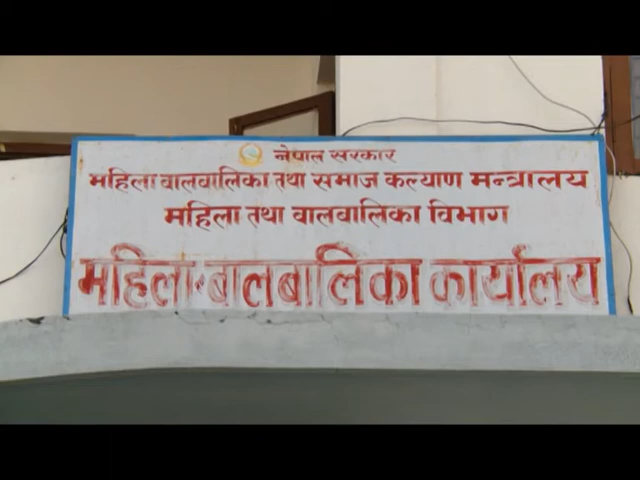 नेपाल सरकार
महिला बालबालिका तथा समाज कल्याण मन्त्रालय
महिला तथा बालबालिका विभाग
महिला बालबालिका कार्यालय